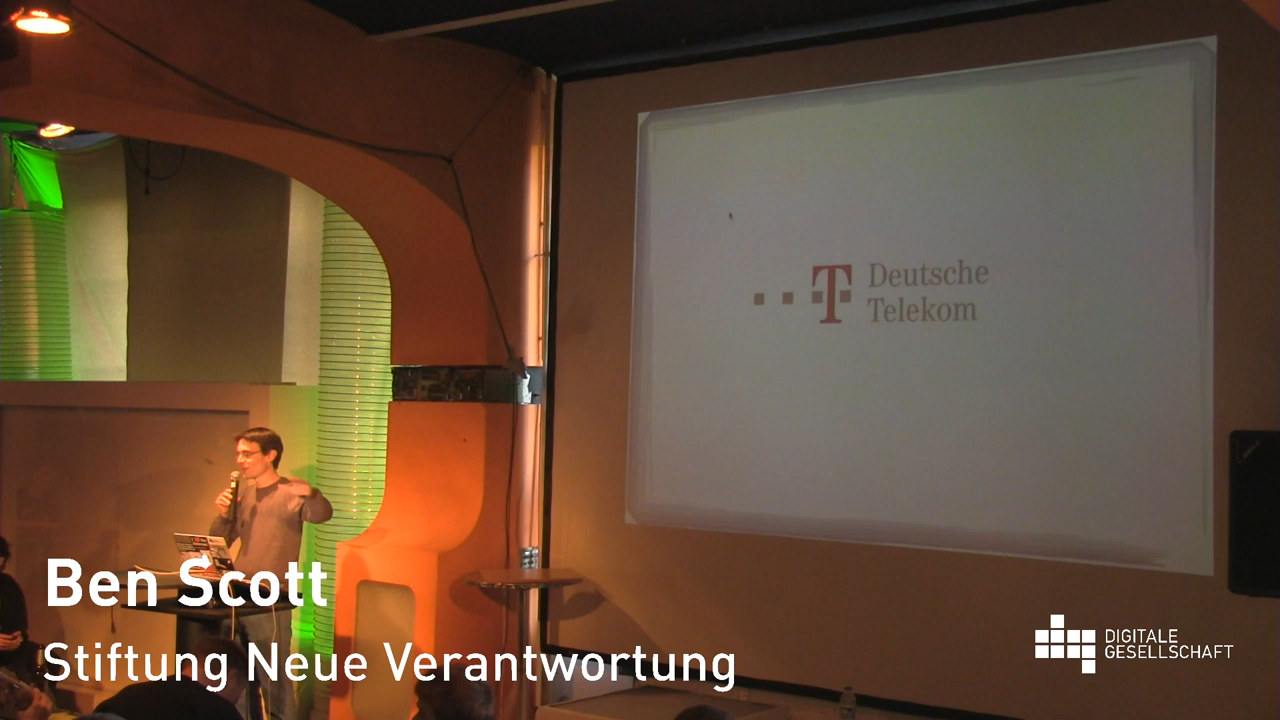 Deutsche
Telekom
Ben Scott
Stiftung Neue Verantwortung
DIGITALE
GESELLSCHAFT